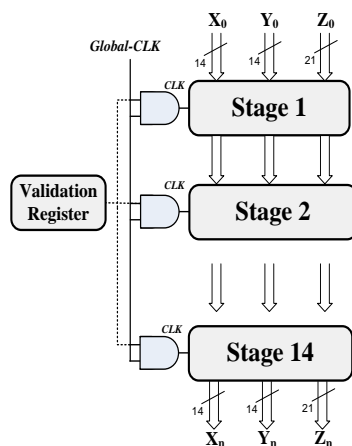 X0 Y0 Z0
Global-CLK
14 14 21
CLK
Stage 1
CLK
Validation Register
Stage 2
CLK
Stage 14
14 14 21
Xn Yn Zn